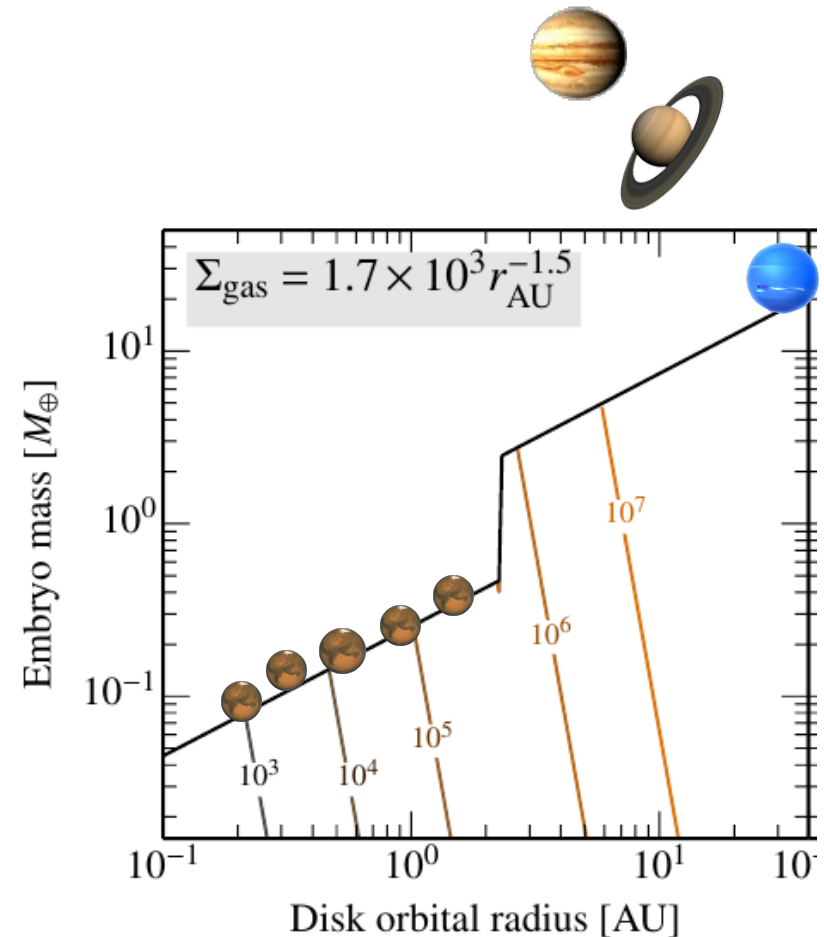 Σgas = 1.7 × 10³ r_AU^−1.5
10¹
10⁰
10⁻¹
Embryo mass [M⊕]
10³
10⁴
10⁵
10⁶
10⁷
10⁻¹ 10⁰ 10¹
Disk orbital radius [AU]